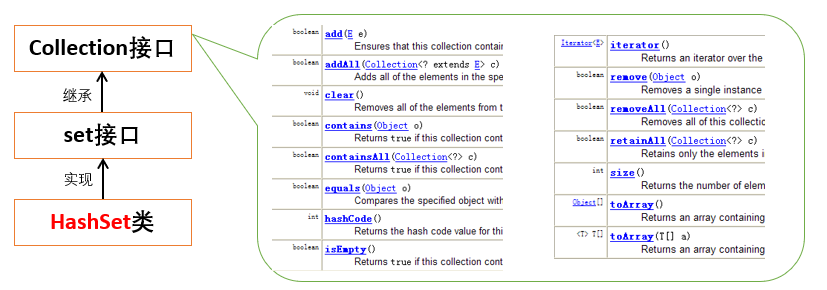 Collection接口
继承
set接口
实现
HashSet类
boolean add(E e)
Ensures that this collection contain
boolean addAll(Collection<? extends E> c)
Adds all of the elements in the spe
void clear()
Removes all of the elements from t
boolean contains(Object o)
Returns true if this collection cont
boolean containsAll(Collection<?> c)
Returns true if this collection cont
boolean equals(Object o)
Compares the specified object with
int hashCode()
Returns the hash code value for thi
boolean isEmpty()
Returns true if this collection cont
Iterator<E> iterator()
Returns an iterator over the
boolean remove(Object o)
Removes a single instance
boolean removeAll(Collection<?> c)
Removes all of this collectio
boolean retainAll(Collection<?> c)
Retains only the elements i
int size()
Returns the number of elem
Object[] toArray()
Returns an array containing
<T> T[] toArray(T[] a)
Returns an array containing